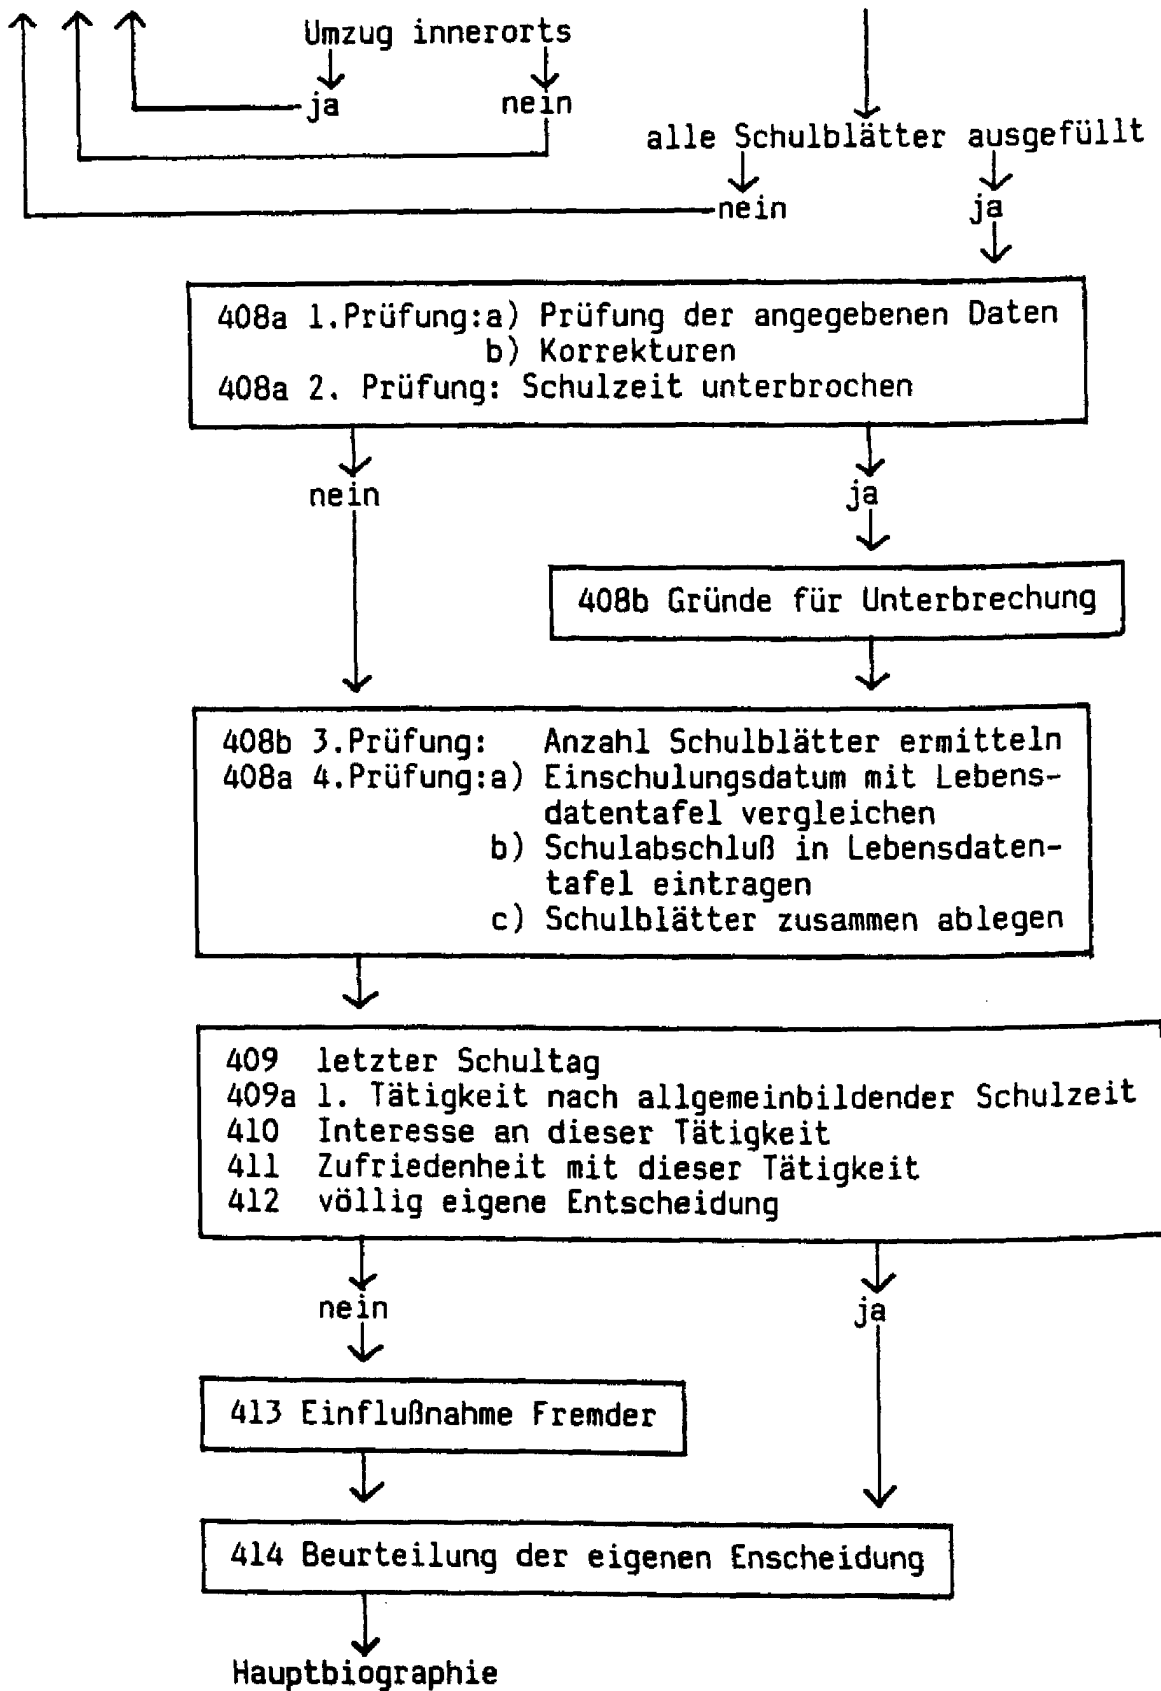 Umzug innerorts
ja
nein
alle Schulblätter ausgefüllt
nein
ja
408a 1.Prüfung:a) Prüfung der angegebenen Daten
b) Korrekturen
408a 2. Prüfung: Schulzeit unterbrochen
nein
ja
408b Gründe für Unterbrechung
408b 3.Prüfung: Anzahl Schulblätter ermitteln
408a 4.Prüfung:a) Einschulungsdatum mit Lebens-
datentafel vergleichen
b) Schulabschluß in Lebensdaten-
tafel eintragen
c) Schulblätter zusammen ablegen
409 letzter Schultag
409a 1. Tätigkeit nach allgemeinbildender Schulzeit
410 Interesse an dieser Tätigkeit
411 Zufriedenheit mit dieser Tätigkeit
412 völlig eigene Entscheidung
nein
ja
413 Einflußnahme Fremder
414 Beurteilung der eigenen Enscheidung
Hauptbiographie